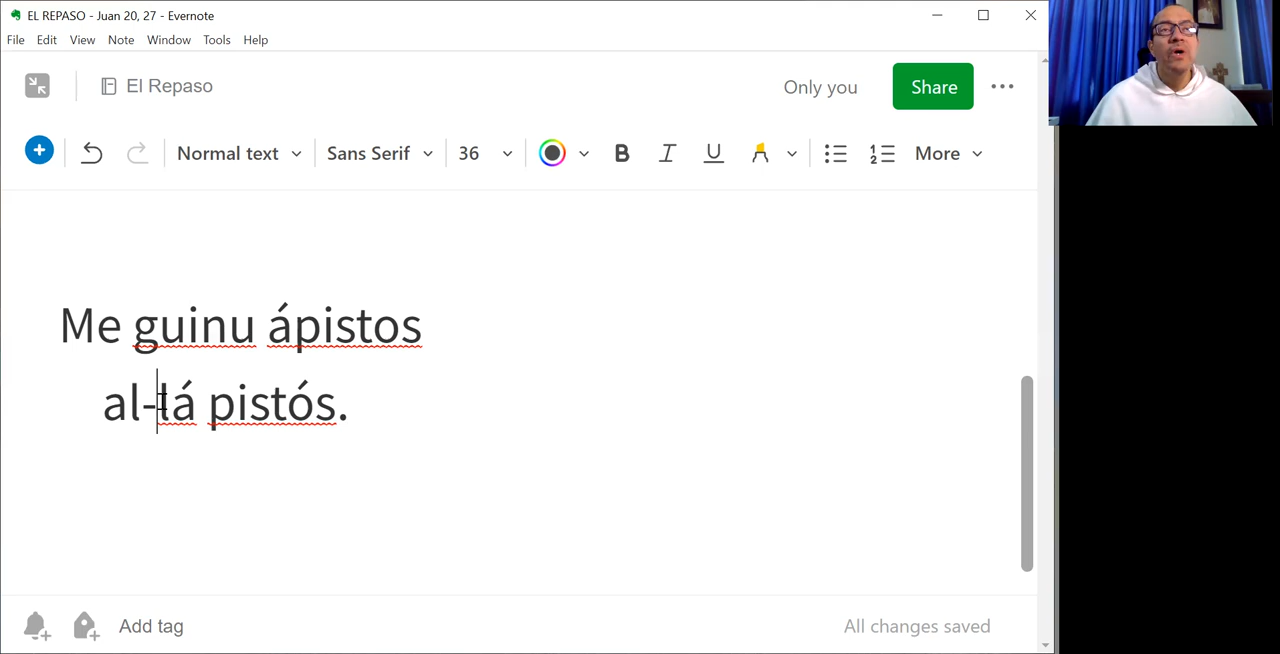 EL REPASO - Juan 20, 27 - Evernote
File Edit View Note Window Tools Help
El Repaso
Only you
Share
Normal text
Sans Serif
36
B I U
More
Me guinu ápistos
al-lá pistós.
Add tag
All changes saved